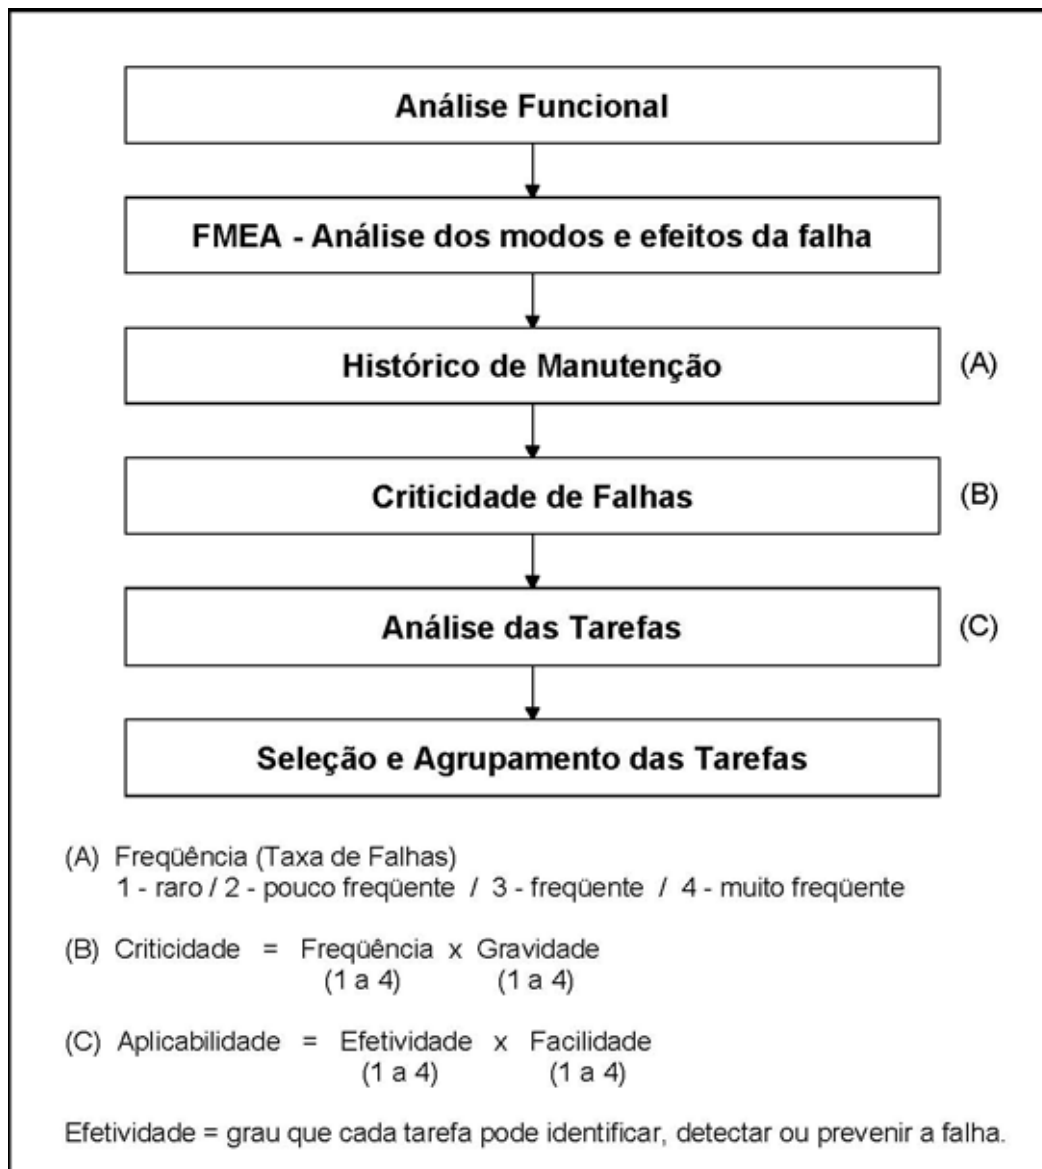 Análise Funcional
FMEA - Análise dos modos e efeitos da falha
Histórico de Manutenção (A)
Criticidade de Falhas (B)
Análise das Tarefas (C)
Seleção e Agrupamento das Tarefas
(A) Freqüência (Taxa de Falhas)
1 - raro / 2 - pouco freqüente / 3 - freqüente / 4 - muito freqüente
(B) Criticidade = Freqüência x Gravidade
(1 a 4) (1 a 4)
(C) Aplicabilidade = Efetividade x Facilidade
(1 a 4) (1 a 4)
Efetividade = grau que cada tarefa pode identificar, detectar ou prevenir a falha.